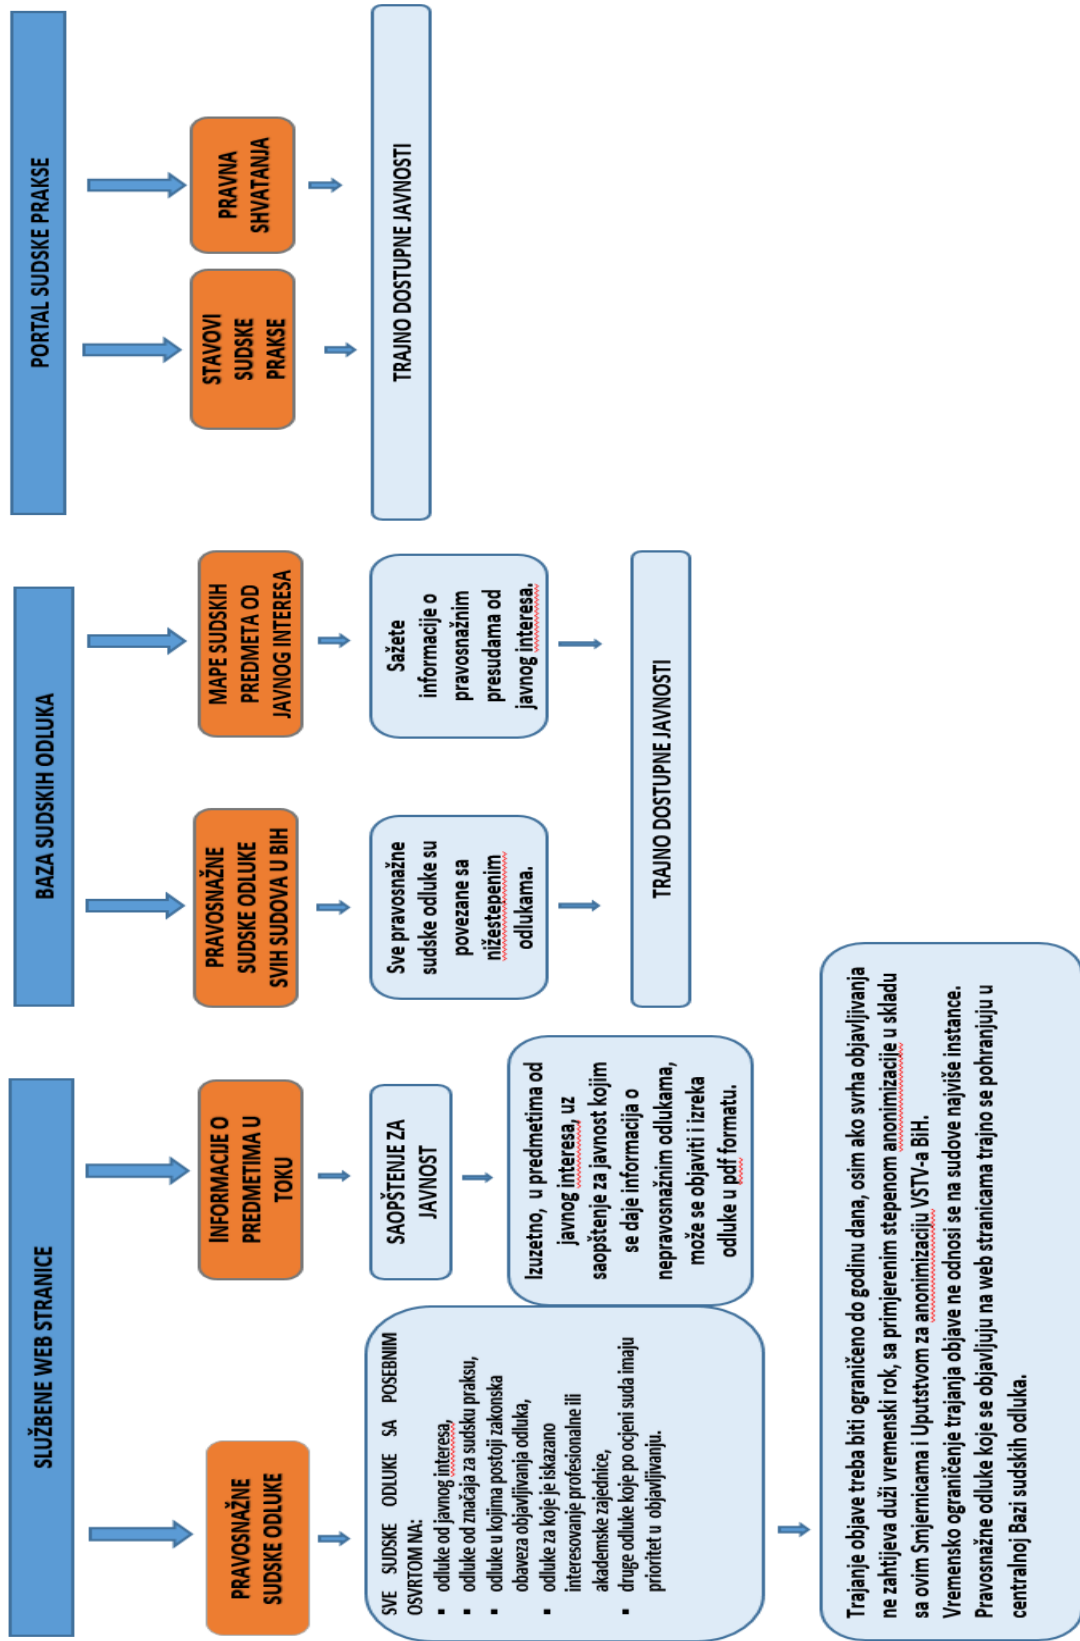 SLUŽBENE WEB STRANICE
PRAVOSNAŽNE
SUDSKE ODLUKE
SVE SUDSKE ODLUKE SA POSEBNIM
OSVRTOM NA:
▪ odluke od javnog interesa,
▪ odluke od značaja za sudsku praksu,
▪ odluke u kojima postoji zakonska
obaveza objavljivanja odluka,
▪ odluke za koje je iskazano
interesovanje profesionalne ili
akademske zajednice,
▪ druge odluke koje po ocjeni suda imaju
prioritet u objavljivanju.
Trajanje objave treba biti ograničeno do godinu dana, osim ako svrha objavljivanja
ne zahtijeva duži vremenski rok, sa primjerenim stepenom anonimizacije u skladu
sa ovim Smjernicama i Uputstvom za anonimizaciju VSTV-a BiH.
Vremensko ograničenje trajanja objave ne odnosi se na sudove najviše instance.
Pravosnažne odluke koje se objavljuju na web stranicama trajno se pohranjuju u
centralnoj Bazi sudskih odluka.
INFORMACIJE O
PREDMETIMA U
TOKU
SAOPŠTENJE ZA
JAVNOST
Izuzetno, u predmetima od
javnog interesa, uz
saopštenje za javnost kojim
se daje informacija o
nepravosnažnim odlukama,
može se objaviti i izreka
odluke u pdf formatu.
BAZA SUDSKIH ODLUKA
PRAVOSNAŽNE
SUDSKE ODLUKE
SVIH SUDOVA U BIH
Sve pravosnažne
sudske odluke su
povezane sa
nižestepenim
odlukama.
MAPE SUDSKIH
PREDMETA OD
JAVNOG INTERESA
Sažete
informacije o
pravosnažnim
presudama od
javnog interesa.
TRAJNO DOSTUPNE JAVNOSTI
PORTAL SUDSKE PRAKSE
STAVOVI
SUDSKE
PRAKSE
PRAVNA
SHVATANJA
TRAJNO DOSTUPNE JAVNOSTI